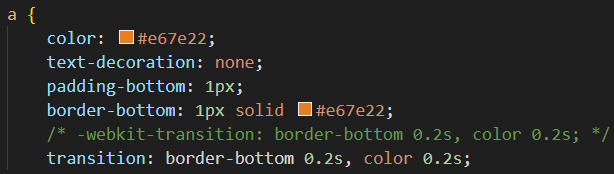 a {
color: #e67e22;
text-decoration: none;
padding-bottom: 1px;
border-bottom: 1px solid #e67e22;
/* -webkit-transition: border-bottom 0.2s, color 0.2s; */
transition: border-bottom 0.2s, color 0.2s;